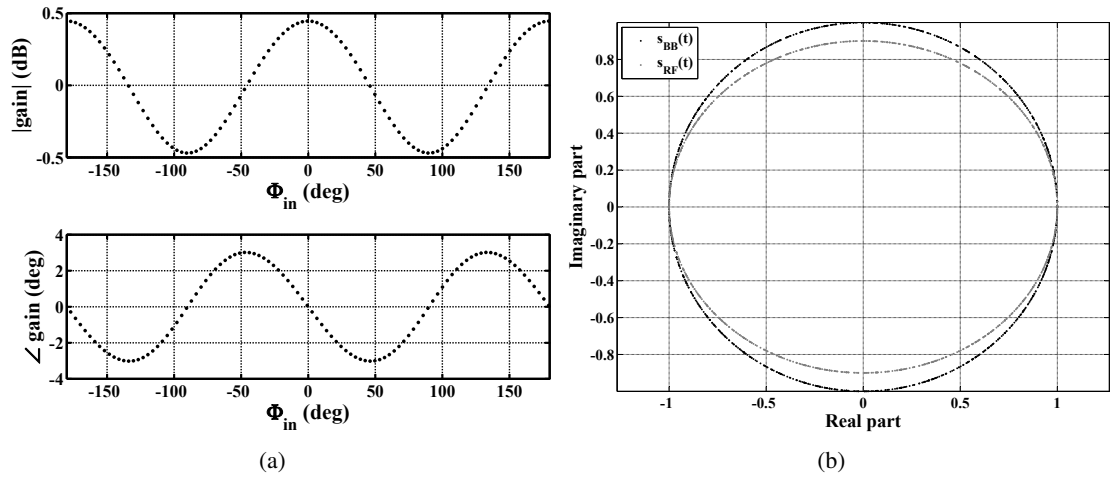 0.5
0
-0.5
|gain| (dB)
-150 -100 -50 0 50 100 150
Φin (deg)
4
2
0
-2
-4
∠ gain (deg)
-150 -100 -50 0 50 100 150
Φin (deg)
(a)
sBB(t)
sRF(t)
0.8
0.6
0.4
0.2
0
-0.2
-0.4
-0.6
-0.8
Imaginary part
-1 -0.5 0 0.5 1
Real part
(b)